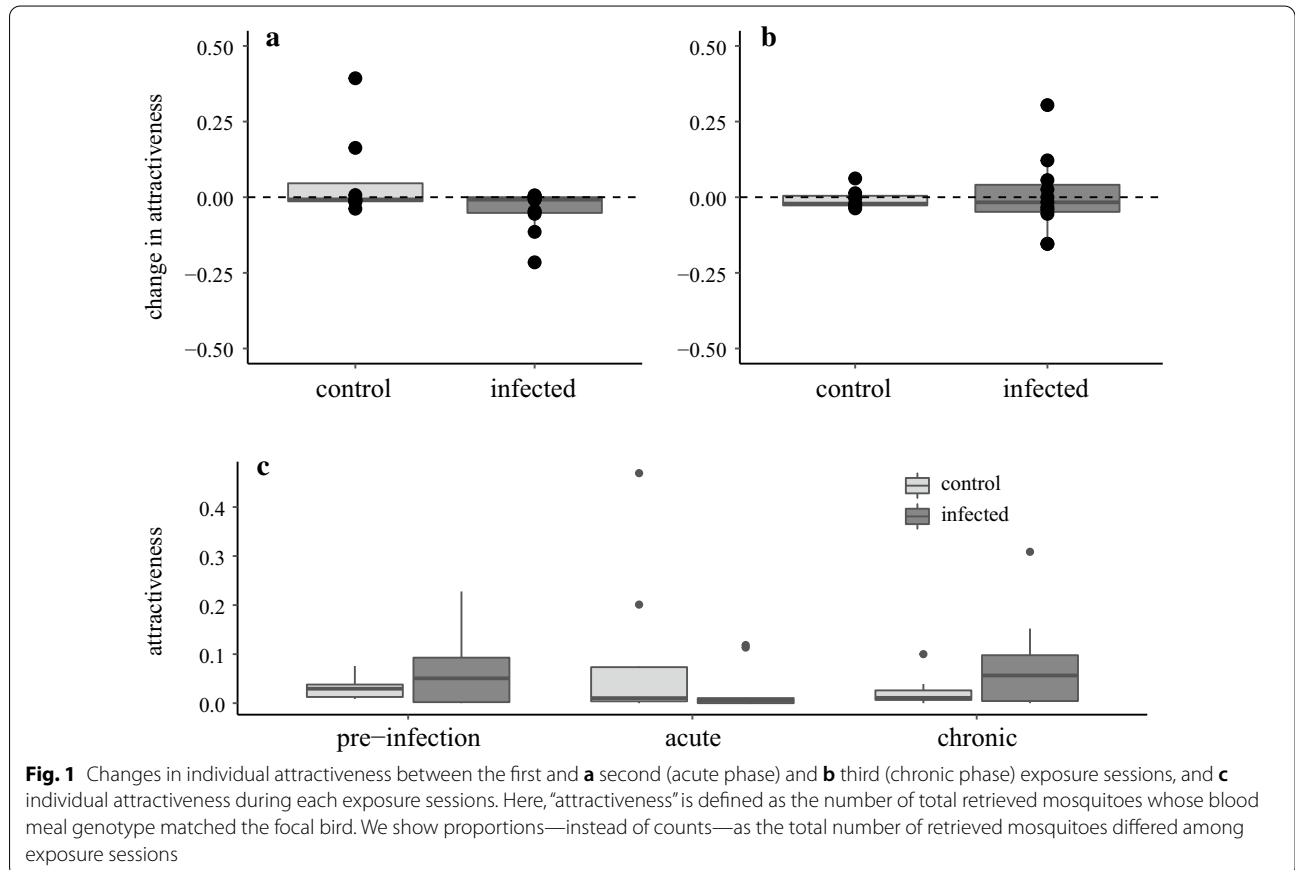 a
b
0.50
0.25
0.00
−0.25
−0.50
change in attractiveness
control
infected
0.50
0.25
0.00
−0.25
−0.50
control
infected
c
control
infected
0.4
0.3
0.2
0.1
0.0
attractiveness
pre−infection
acute
chronic
Fig. 1 Changes in individual attractiveness between the first and a second (acute phase) and b third (chronic phase) exposure sessions, and c
individual attractiveness during each exposure sessions. Here, “attractiveness” is defined as the number of total retrieved mosquitoes whose blood
meal genotype matched the focal bird. We show proportions—instead of counts—as the total number of retrieved mosquitoes differed among
exposure sessions